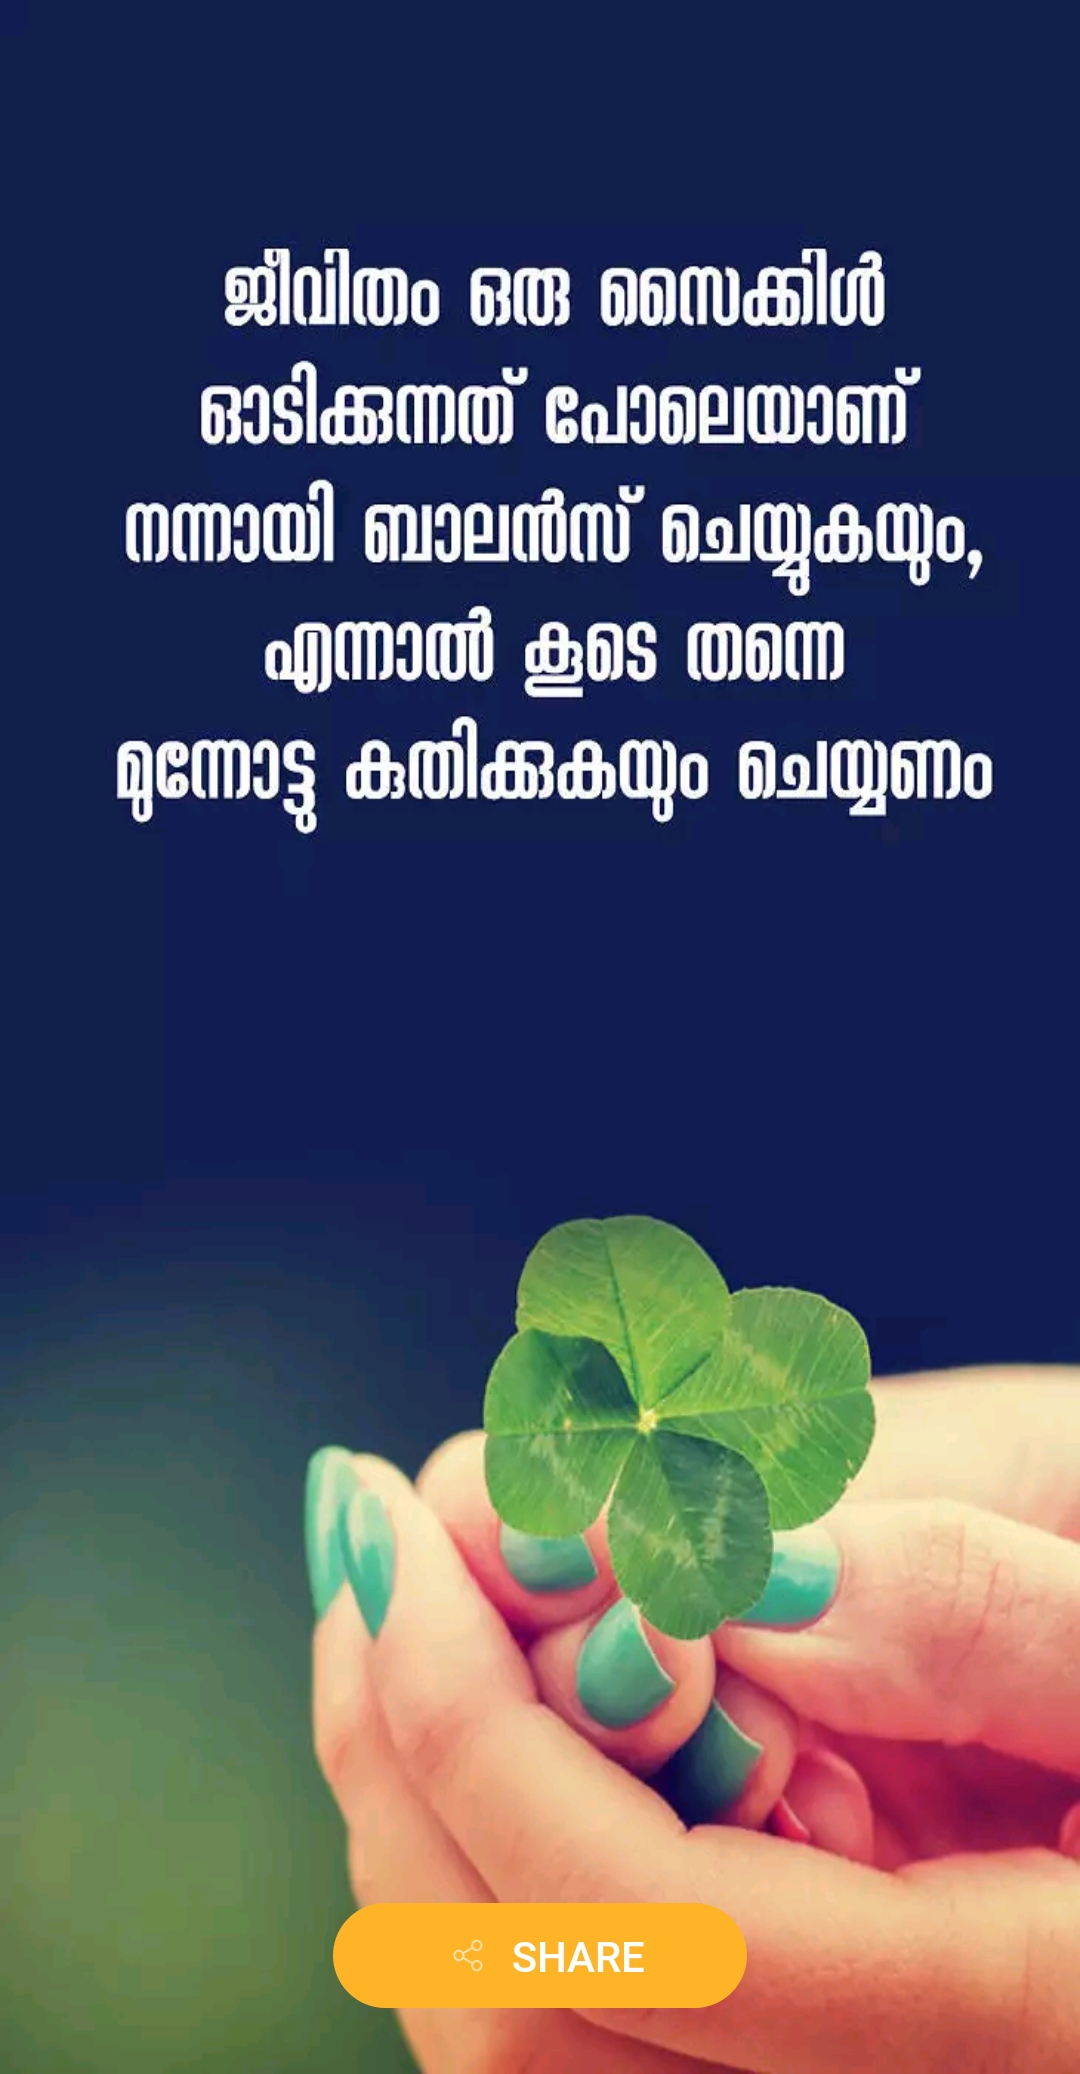 ജീവിതം ഒരു സൈക്കിൾ
ഓടിക്കുന്നത് പോലെയാണ്
നന്നായി ബാലൻസ് ചെയ്യുകയും,
എന്നാൽ കൂടെ തന്നെ
മുന്നോട്ടു കുതിക്കുകയും ചെയ്യണം
SHARE